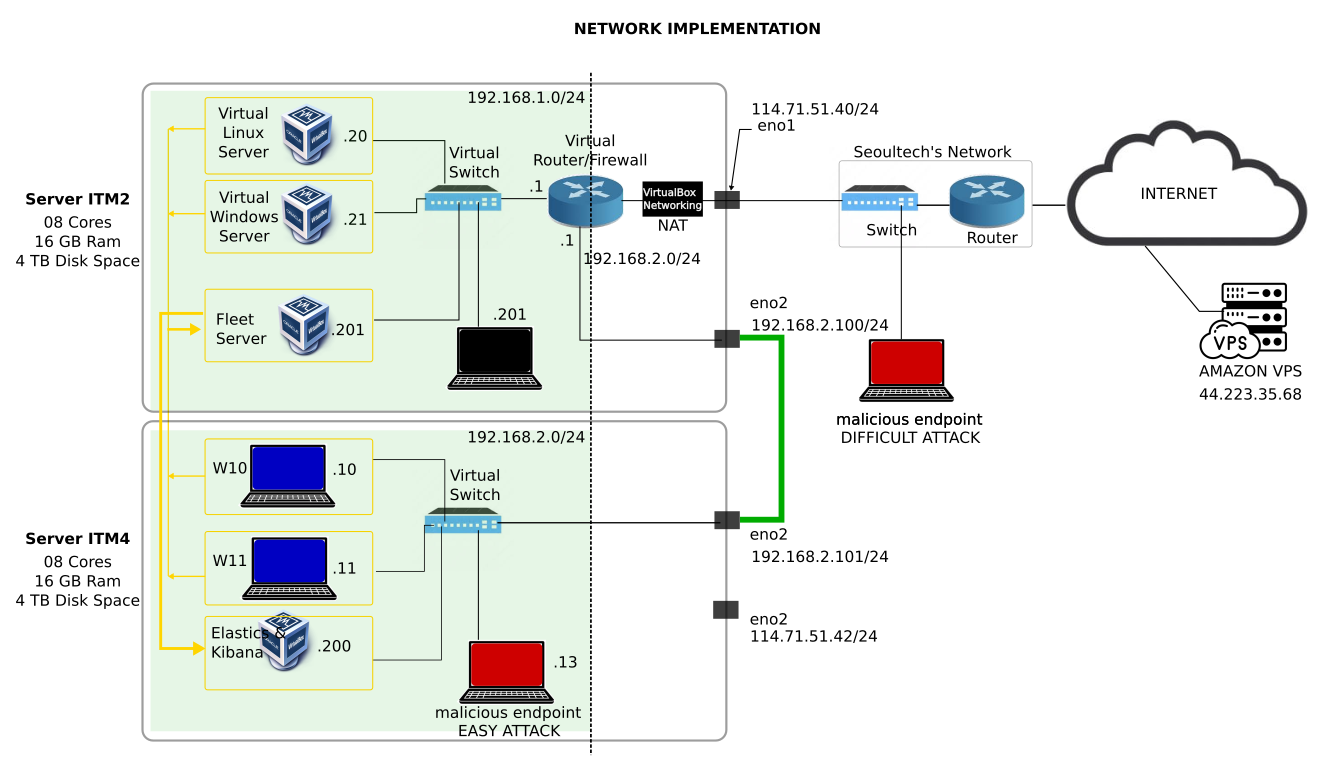 NETWORK IMPLEMENTATION
192.168.1.0/24
Virtual
Linux
Server
.20
Virtual
Windows
Server
.21
Fleet
Server
.201
Virtual
Switch
.1
Virtual
Router/Firewall
.1
192.168.2.0/24
VirtualBox
Networking
NAT
.201
Server ITM2
08 Cores
16 GB Ram
4 TB Disk Space
114.71.51.40/24
eno1
eno2
192.168.2.100/24
Seoultech's Network
Switch
Router
INTERNET
malicious endpoint
DIFFICULT ATTACK
VPS
AMAZON VPS
44.223.35.68
192.168.2.0/24
W10
.10
W11
.11
Elastics &
Kibana
.200
Virtual
Switch
.13
malicious endpoint
EASY ATTACK
Server ITM4
08 Cores
16 GB Ram
4 TB Disk Space
eno2
192.168.2.101/24
eno2
114.71.51.42/24